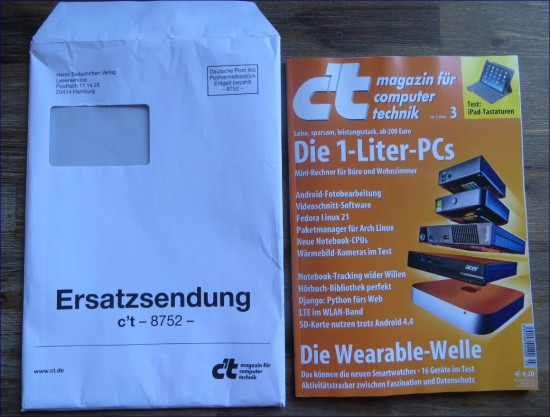 Heise Zeitschriften Verlag
Leserservice
Postfach 11 14 28
20414 Hamburg
Deutsche Post AG
Postvertriebsstück
Entgelt bezahlt
– 8752 –
Ersatzsendung
c't – 8752 –
www.ct.de
c't magazin für
computer
technik
c't magazin für
computer
technik
3
Test:
iPad-Tastaturen
Leise, sparsam, leistungsstark, ab 200 Euro
Die 1-Liter-PCs
Mini-Rechner für Büro und Wohnzimmer
Android-Fotobearbeitung
Videoschnitt-Software
Fedora Linux 21
Paketmanager für Arch Linux
Neue Notebook-CPUs
Wärmebild-Kameras im Test
Notebook-Tracking wider Willen
Hörbuch-Bibliothek perfekt
Django: Python fürs Web
LTE im WLAN-Band
SD-Karte nutzen trotz Android 4.4
acer
Die Wearable-Welle
Das können die neuen Smartwatches • 16 Geräte im Test
Aktivitätstracker zwischen Faszination und Datenschutz
€ 4,20